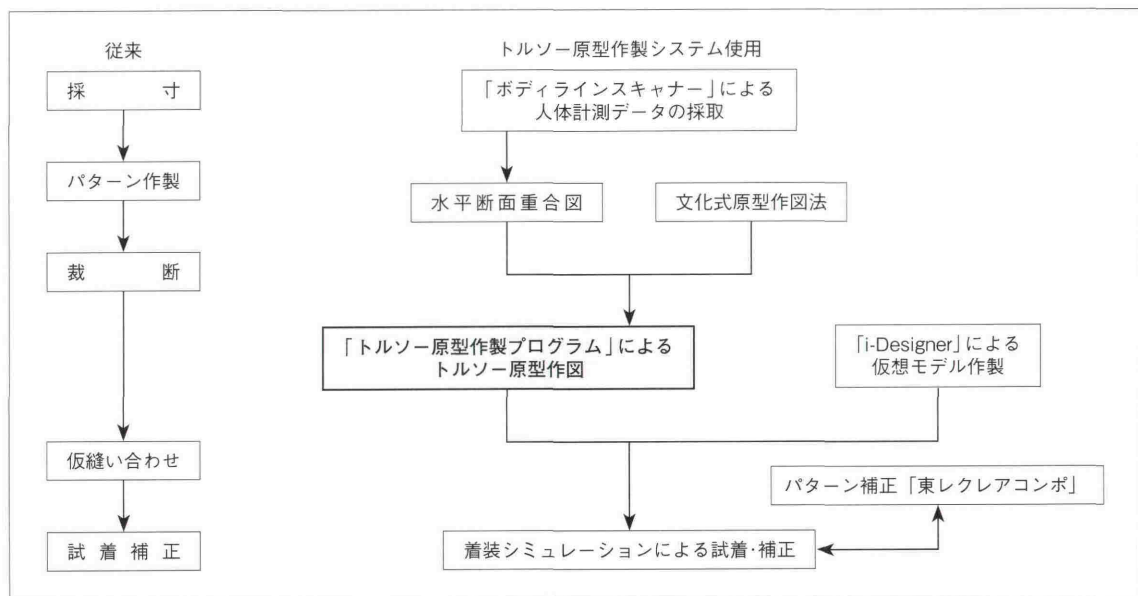 従来
採寸
パターン作製
裁断
仮縫い合わせ
試着補正
トルソー原型作製システム使用
「ボディラインスキャナー」による
人体計測データの採取
水平断面重合図
文化式原型作図法
「トルソー原型作製プログラム」による
トルソー原型作図
「i-Designer」による
仮想モデル作製
パターン補正「東レクレアコンポ」
着装シミュレーションによる試着・補正